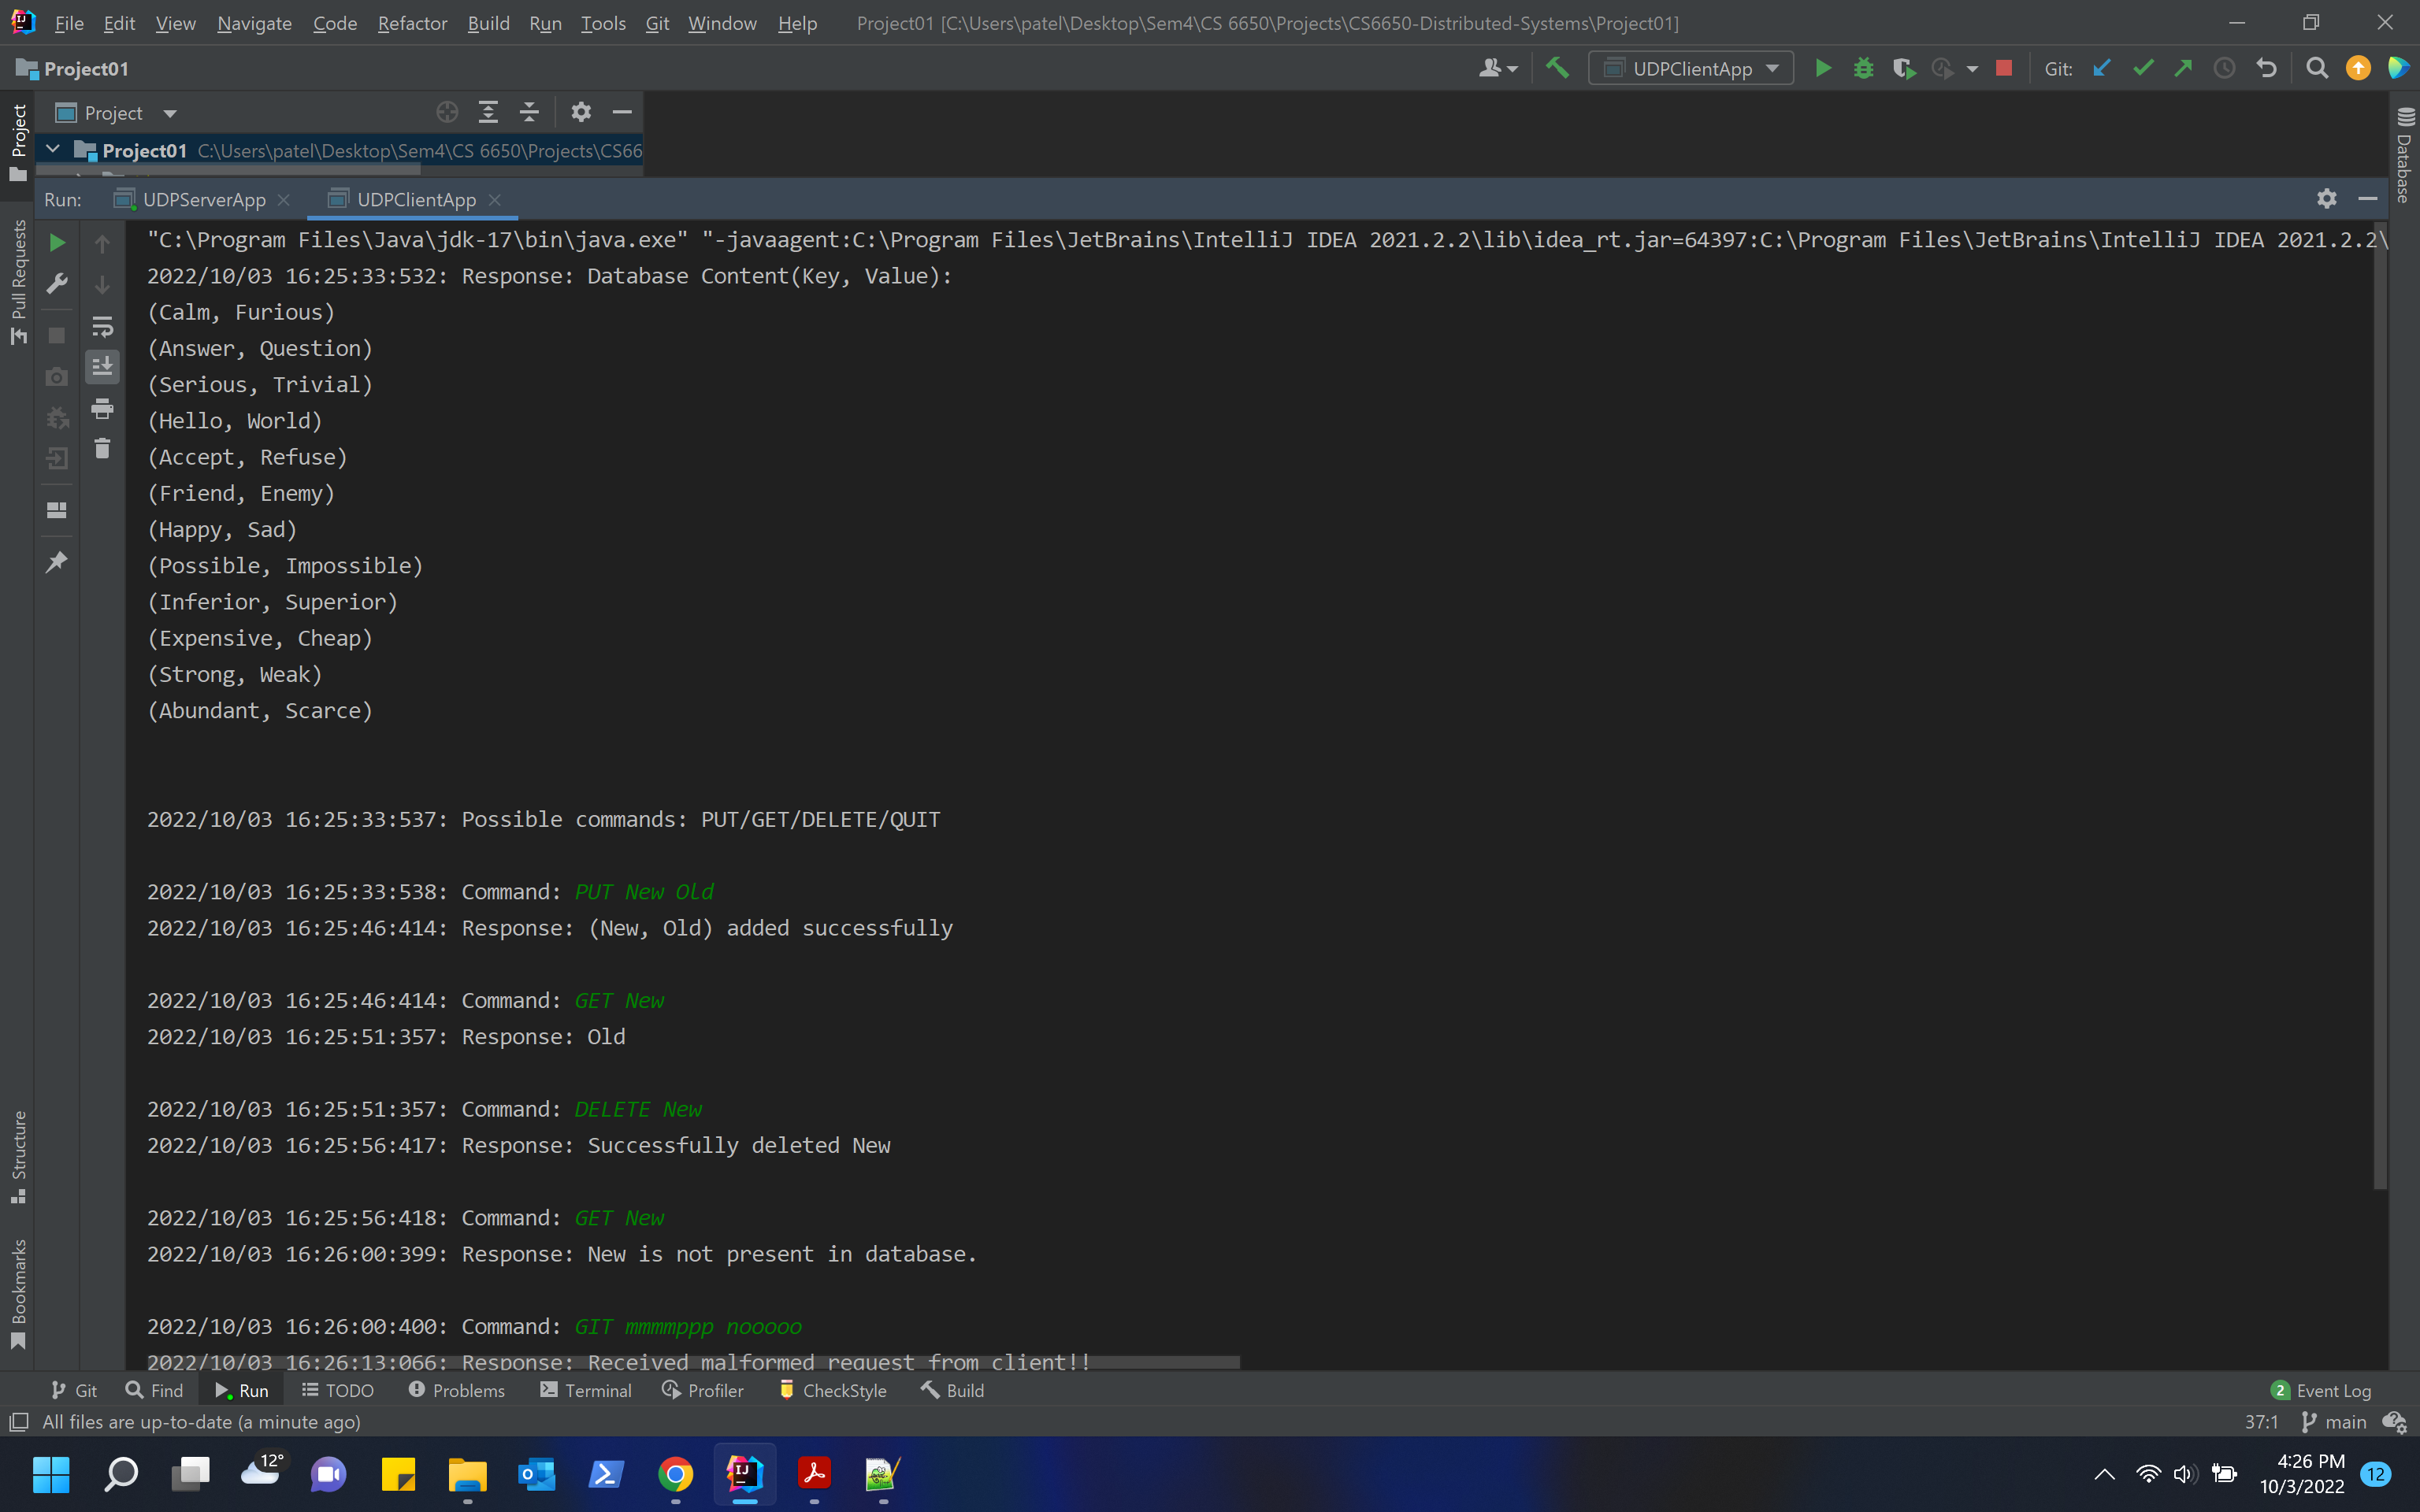 File Edit View Navigate Code Refactor Build Run Tools Git Window Help Project01 [C:\Users\patel\Desktop\Sem4\CS 6650\Projects\CS6650-Distributed-Systems\Project01]
Project01 UDPClientApp Git:
Project
Project01 C:\Users\patel\Desktop\Sem4\CS 6650\Projects\CS66
Run: UDPServerApp UDPClientApp
"C:\Program Files\Java\jdk-17\bin\java.exe" "-javaagent:C:\Program Files\JetBrains\IntelliJ IDEA 2021.2.2\lib\idea_rt.jar=64397:C:\Program Files\JetBrains\IntelliJ IDEA 2021.2.2\
2022/10/03 16:25:33:532: Response: Database Content(Key, Value):
(Calm, Furious)
(Answer, Question)
(Serious, Trivial)
(Hello, World)
(Accept, Refuse)
(Friend, Enemy)
(Happy, Sad)
(Possible, Impossible)
(Inferior, Superior)
(Expensive, Cheap)
(Strong, Weak)
(Abundant, Scarce)
2022/10/03 16:25:33:537: Possible commands: PUT/GET/DELETE/QUIT
2022/10/03 16:25:33:538: Command: PUT New Old
2022/10/03 16:25:46:414: Response: (New, Old) added successfully
2022/10/03 16:25:46:414: Command: GET New
2022/10/03 16:25:51:357: Response: Old
2022/10/03 16:25:51:357: Command: DELETE New
2022/10/03 16:25:56:417: Response: Successfully deleted New
2022/10/03 16:25:56:418: Command: GET New
2022/10/03 16:26:00:399: Response: New is not present in database.
2022/10/03 16:26:00:400: Command: GIT mmmmppp nooooo
2022/10/03 16:26:13:066: Response: Received malformed request from client!!
Project
Pull Requests
Structure
Bookmarks
Database
Git Find Run TODO Problems Terminal Profiler CheckStyle Build 2 Event Log
All files are up-to-date (a minute ago) 37:1 main
12° 4:26 PM
10/3/2022 12